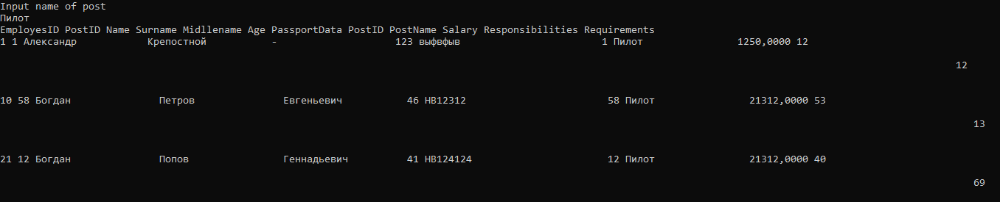 Input name of post
Пилот
EmployesID PostID Name Surname Midllename Age PassportData PostID PostName Salary Responsibilities Requirements
1 1 Александр Крепостной - 123 выфвфыв 1 Пилот 1250,0000 12
12
10 58 Богдан Петров Евгеньевич 46 НВ12312 58 Пилот 21312,0000 53
13
21 12 Богдан Попов Геннадьевич 41 НВ124124 12 Пилот 21312,0000 40
69